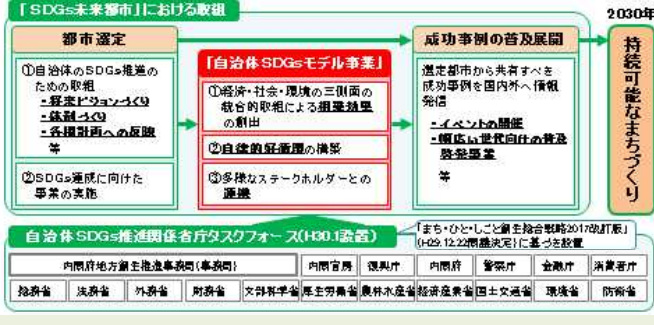 「SDGs未来都市」における取組
2030年
都市選定
①自治体のSDGs推進の
ための取組
・将来ビジョンづくり
・体制づくり
・各種計画への反映
等
②SDGs達成に向けた
事業の実施
「自治体SDGsモデル事業」
①経済・社会・環境の三側面の
統合的取組による相乗効果
の創出
②自律的好循環の構築
③多様なステークホルダーとの
連携
成功事例の普及展開
選定都市から共有すべき
成功事例を国内外へ情報
発信
・イベントの開催
・幅広い世代向けの普及
啓発事業
等
持続可能なまちづくり
自治体SDGs推進関係省庁タスクフォース(H30.1設置)
「まち・ひと・しごと創生総合戦略2017改訂版」
(H29.12.22閣議決定)に基づき設置
内閣府地方創生推進事務局(事務局) 内閣官房 復興庁 内閣府 警察庁 金融庁 消費者庁
総務省 法務省 外務省 財務省 文部科学省 厚生労働省 農林水産省 経済産業省 国土交通省 環境省 防衛省